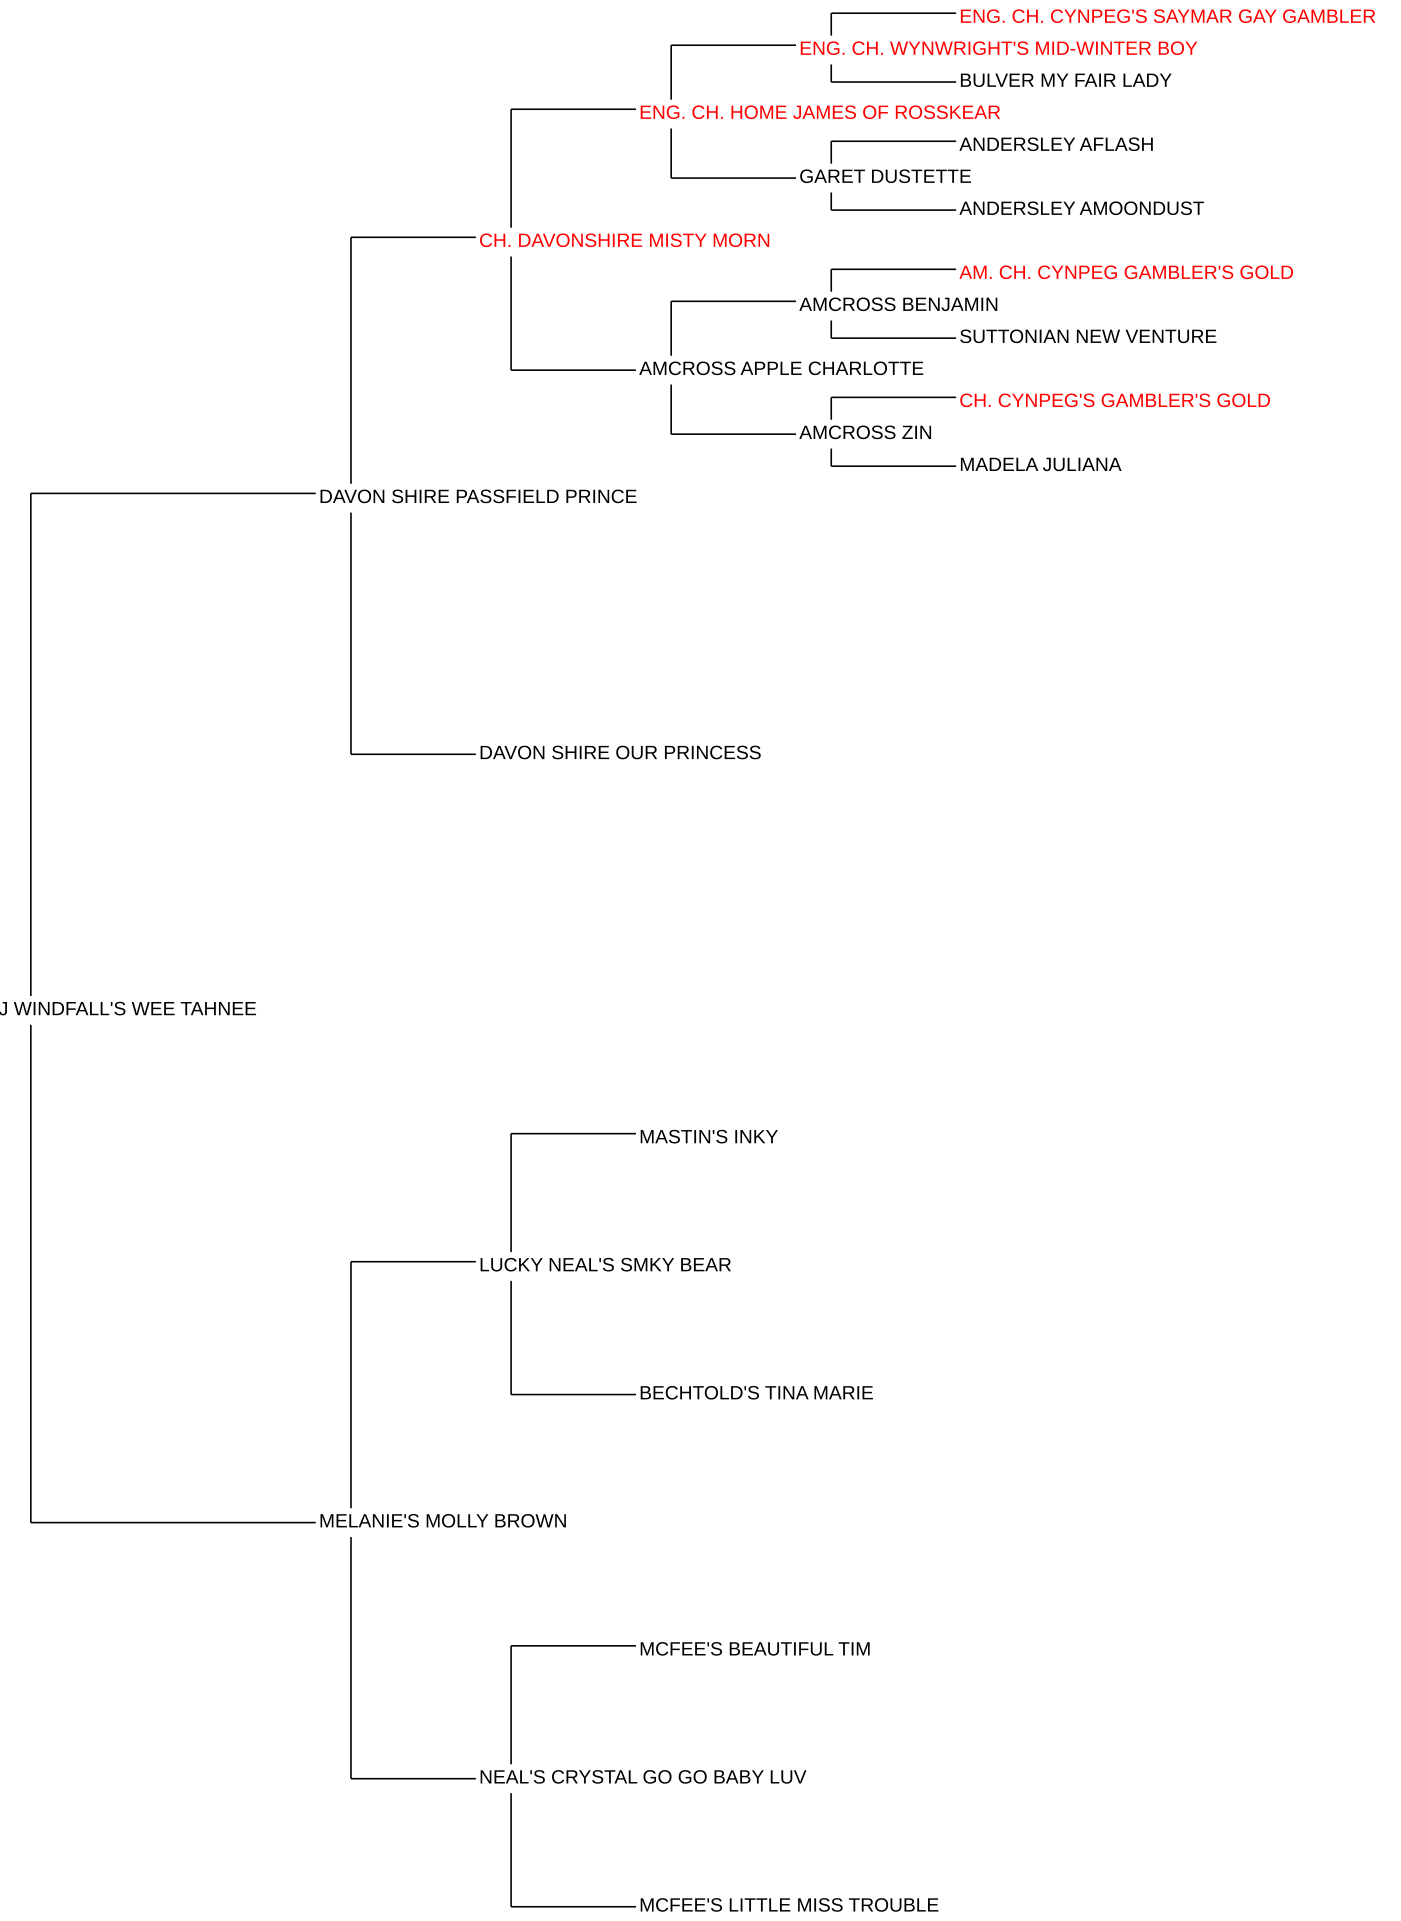 ENG. CH. CYNPEG'S SAYMAR GAY GAMBLER
ENG. CH. WYNWRIGHT'S MID-WINTER BOY
BULVER MY FAIR LADY
ENG. CH. HOME JAMES OF ROSSKEAR
ANDERSLEY AFLASH
GARET DUSTETTE
ANDERSLEY AMOONDUST
CH. DAVONSHIRE MISTY MORN
AM. CH. CYNPEG GAMBLER'S GOLD
AMCROSS BENJAMIN
SUTTONIAN NEW VENTURE
AMCROSS APPLE CHARLOTTE
CH. CYNPEG'S GAMBLER'S GOLD
AMCROSS ZIN
MADELA JULIANA
DAVON SHIRE PASSFIELD PRINCE
DAVON SHIRE OUR PRINCESS
J WINDFALL'S WEE TAHNEE
MASTIN'S INKY
LUCKY NEAL'S SMKY BEAR
BECHTOLD'S TINA MARIE
MELANIE'S MOLLY BROWN
MCFEE'S BEAUTIFUL TIM
NEAL'S CRYSTAL GO GO BABY LUV
MCFEE'S LITTLE MISS TROUBLE